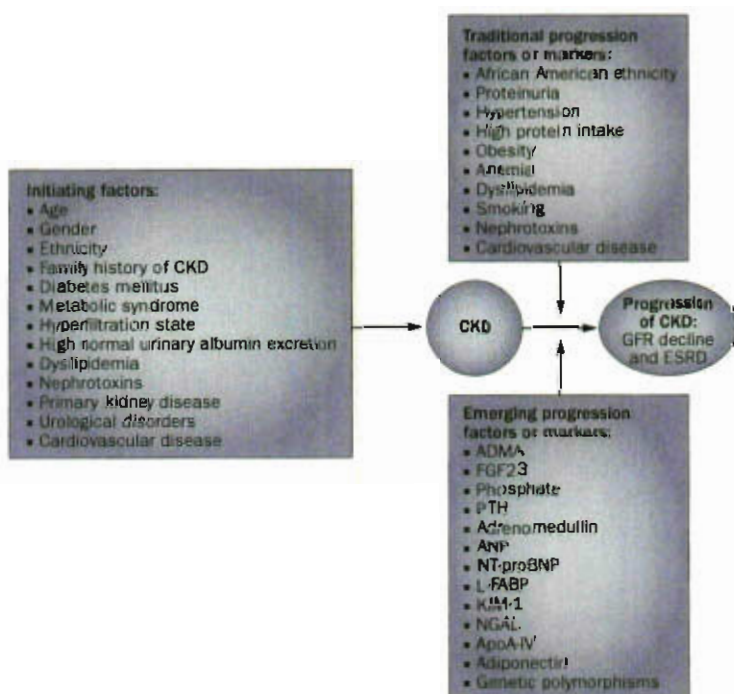 Traditional progression
factors or markers:
▪ African American ethnicity
▪ Proteinuria
▪ Hypertension
▪ High protein intake
▪ Obesity
▪ Anemia
▪ Dyslipidemia
▪ Smoking
▪ Nephrotoxins
▪ Cardiovascular disease
Initiating factors:
▪ Age
▪ Gender
▪ Ethnicity
▪ Family history of CKD
▪ Diabetes mellitus
▪ Metabolic syndrome
▪ Hyperfiltration state
▪ High normal urinary albumin excretion
▪ Dyslipidemia
▪ Nephrotoxins
▪ Primary kidney disease
▪ Urological disorders
▪ Cardiovascular disease
CKD
Progression
of CKD:
GFR decline
and ESRD
Emerging progression
factors or markers:
▪ ADMA
▪ FGF23
▪ Phosphate
▪ PTH
▪ Adrenomedullin
▪ ANP
▪ NT-proBNP
▪ L-FABP
▪ KIM-1
▪ NGAL
▪ ApoA-IV
▪ Adiponectin
▪ Genetic polymorphisms